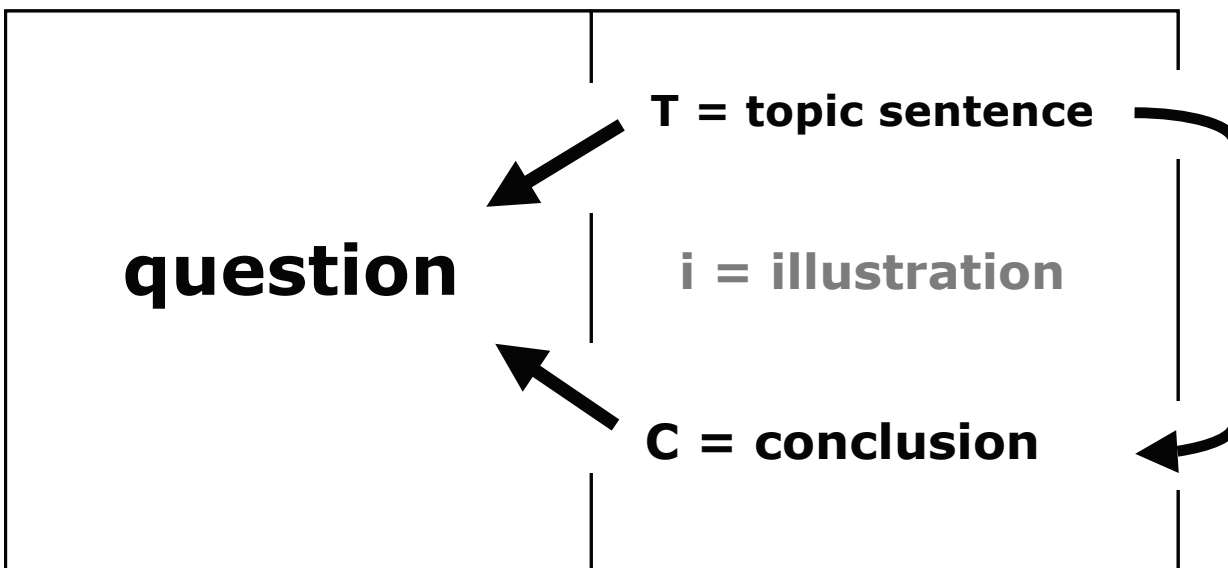 T = topic sentence
question
i = illustration
C = conclusion